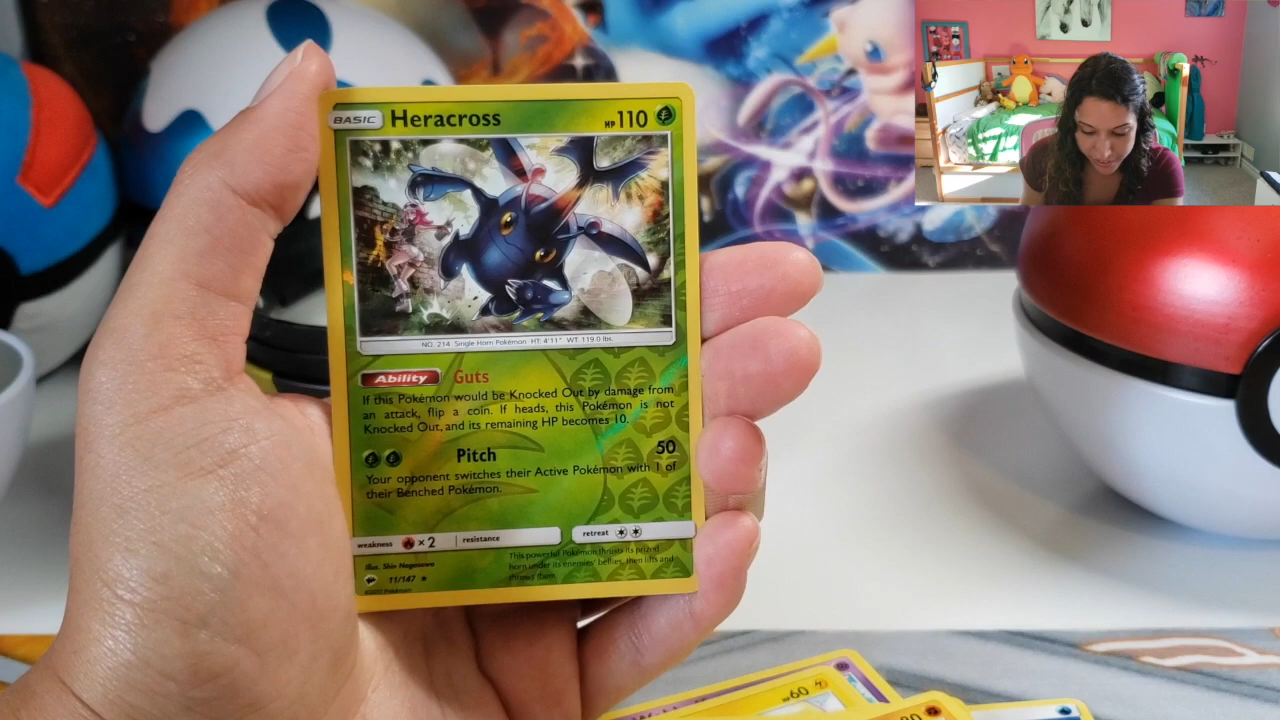 BASIC Heracross HP 110
NO. 214 Single Horn Pokémon HT: 4'11" WT: 119.0 lbs.
Ability Guts
If this Pokémon would be Knocked Out by damage from
an attack, flip a coin. If heads, this Pokémon is not
Knocked Out, and its remaining HP becomes 10.
Pitch 50
Your opponent switches their Active Pokémon with 1 of
their Benched Pokémon.
weakness ×2 resistance retreat
This powerful Pokémon thrusts its prized
horn under its enemies' bellies, then lifts and
throws them.
Illus. Shin Nagasawa
11/147 ★
©2017 Pokémon
HP 60